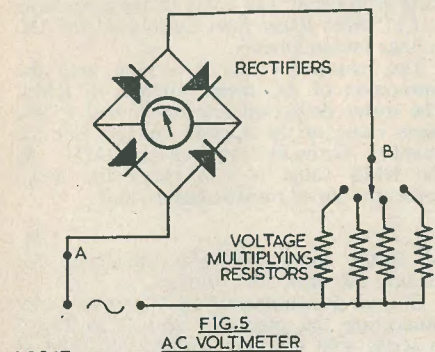 RECTIFIERS
B
A
VOLTAGE
MULTIPLYING
RESISTORS
FIG.5
AC VOLTMETER